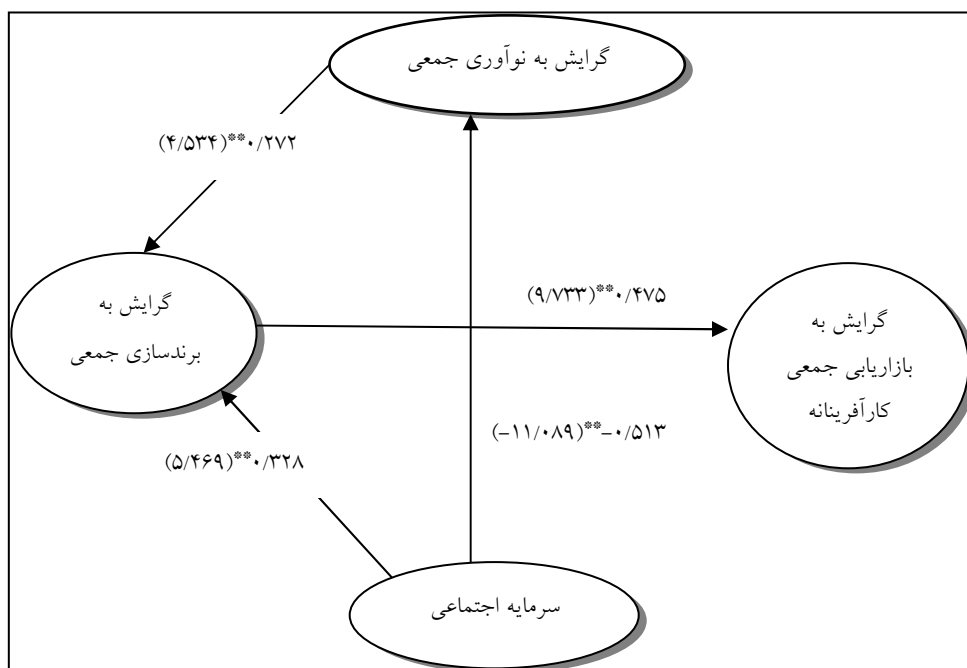 گرایش به نوآوری جمعی
۰/۲۷۲**(۴/۵۳۴)
گرایش به
برندسازی جمعی
۰/۴۷۵**(۹/۷۳۳)
گرایش به
بازاریابی جمعی
کارآفرینانه
-۰/۵۱۳**(-۱۱/۰۸۹)
۰/۳۲۸**(۵/۴۶۹)
سرمایه اجتماعی